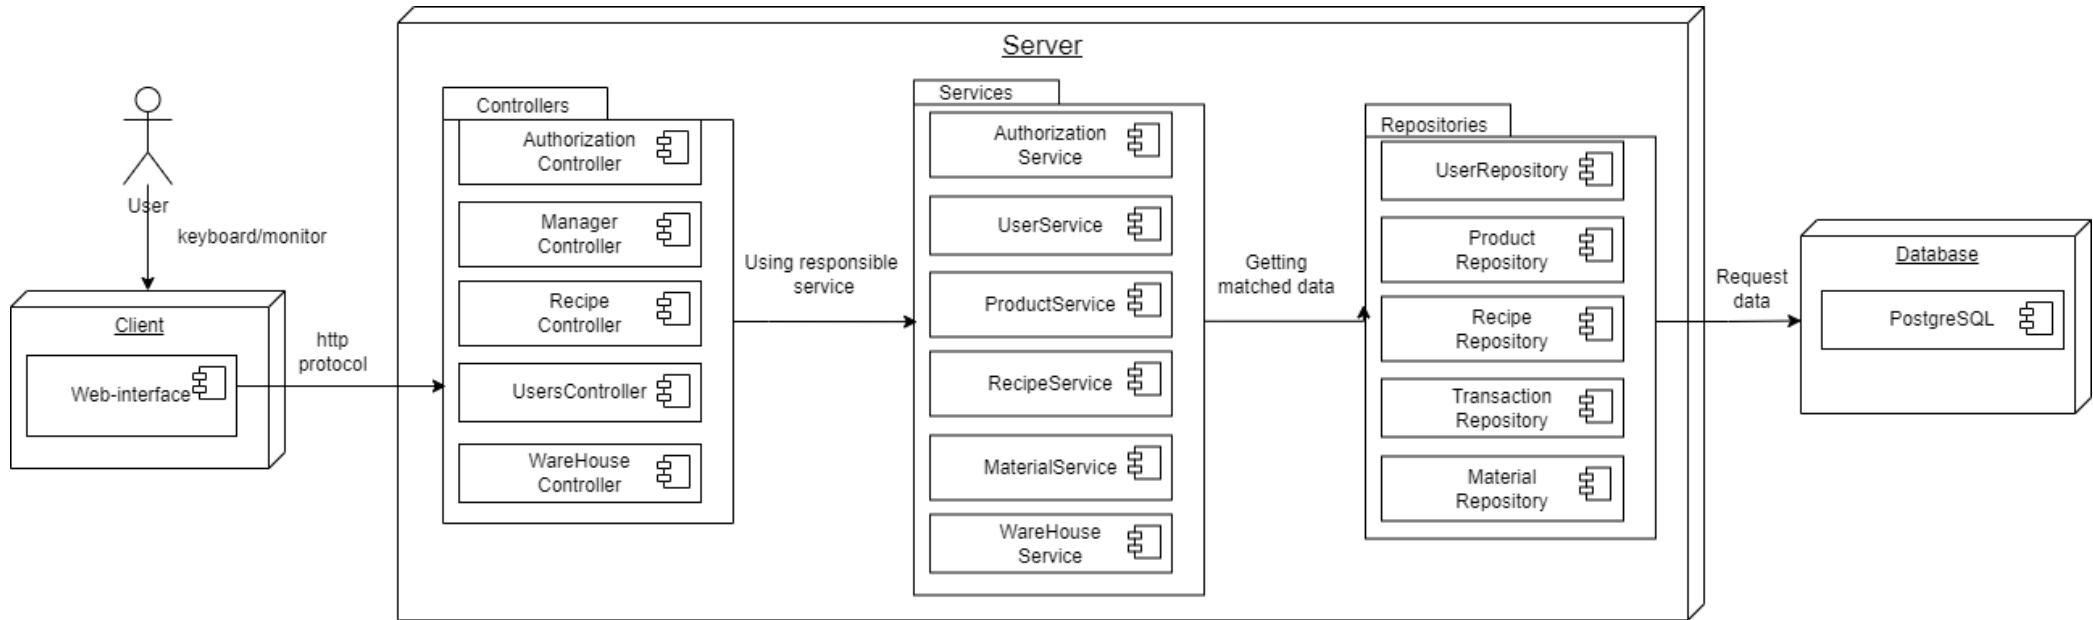 Server
User
keyboard/monitor
Client
Web-interface
http
protocol
Controllers
Authorization
Controller
Manager
Controller
Recipe
Controller
UsersController
WareHouse
Controller
Using responsible
service
Services
Authorization
Service
UserService
ProductService
RecipeService
MaterialService
WareHouse
Service
Getting
matched data
Repositories
UserRepository
Product
Repository
Recipe
Repository
Transaction
Repository
Material
Repository
Request
data
Database
PostgreSQL